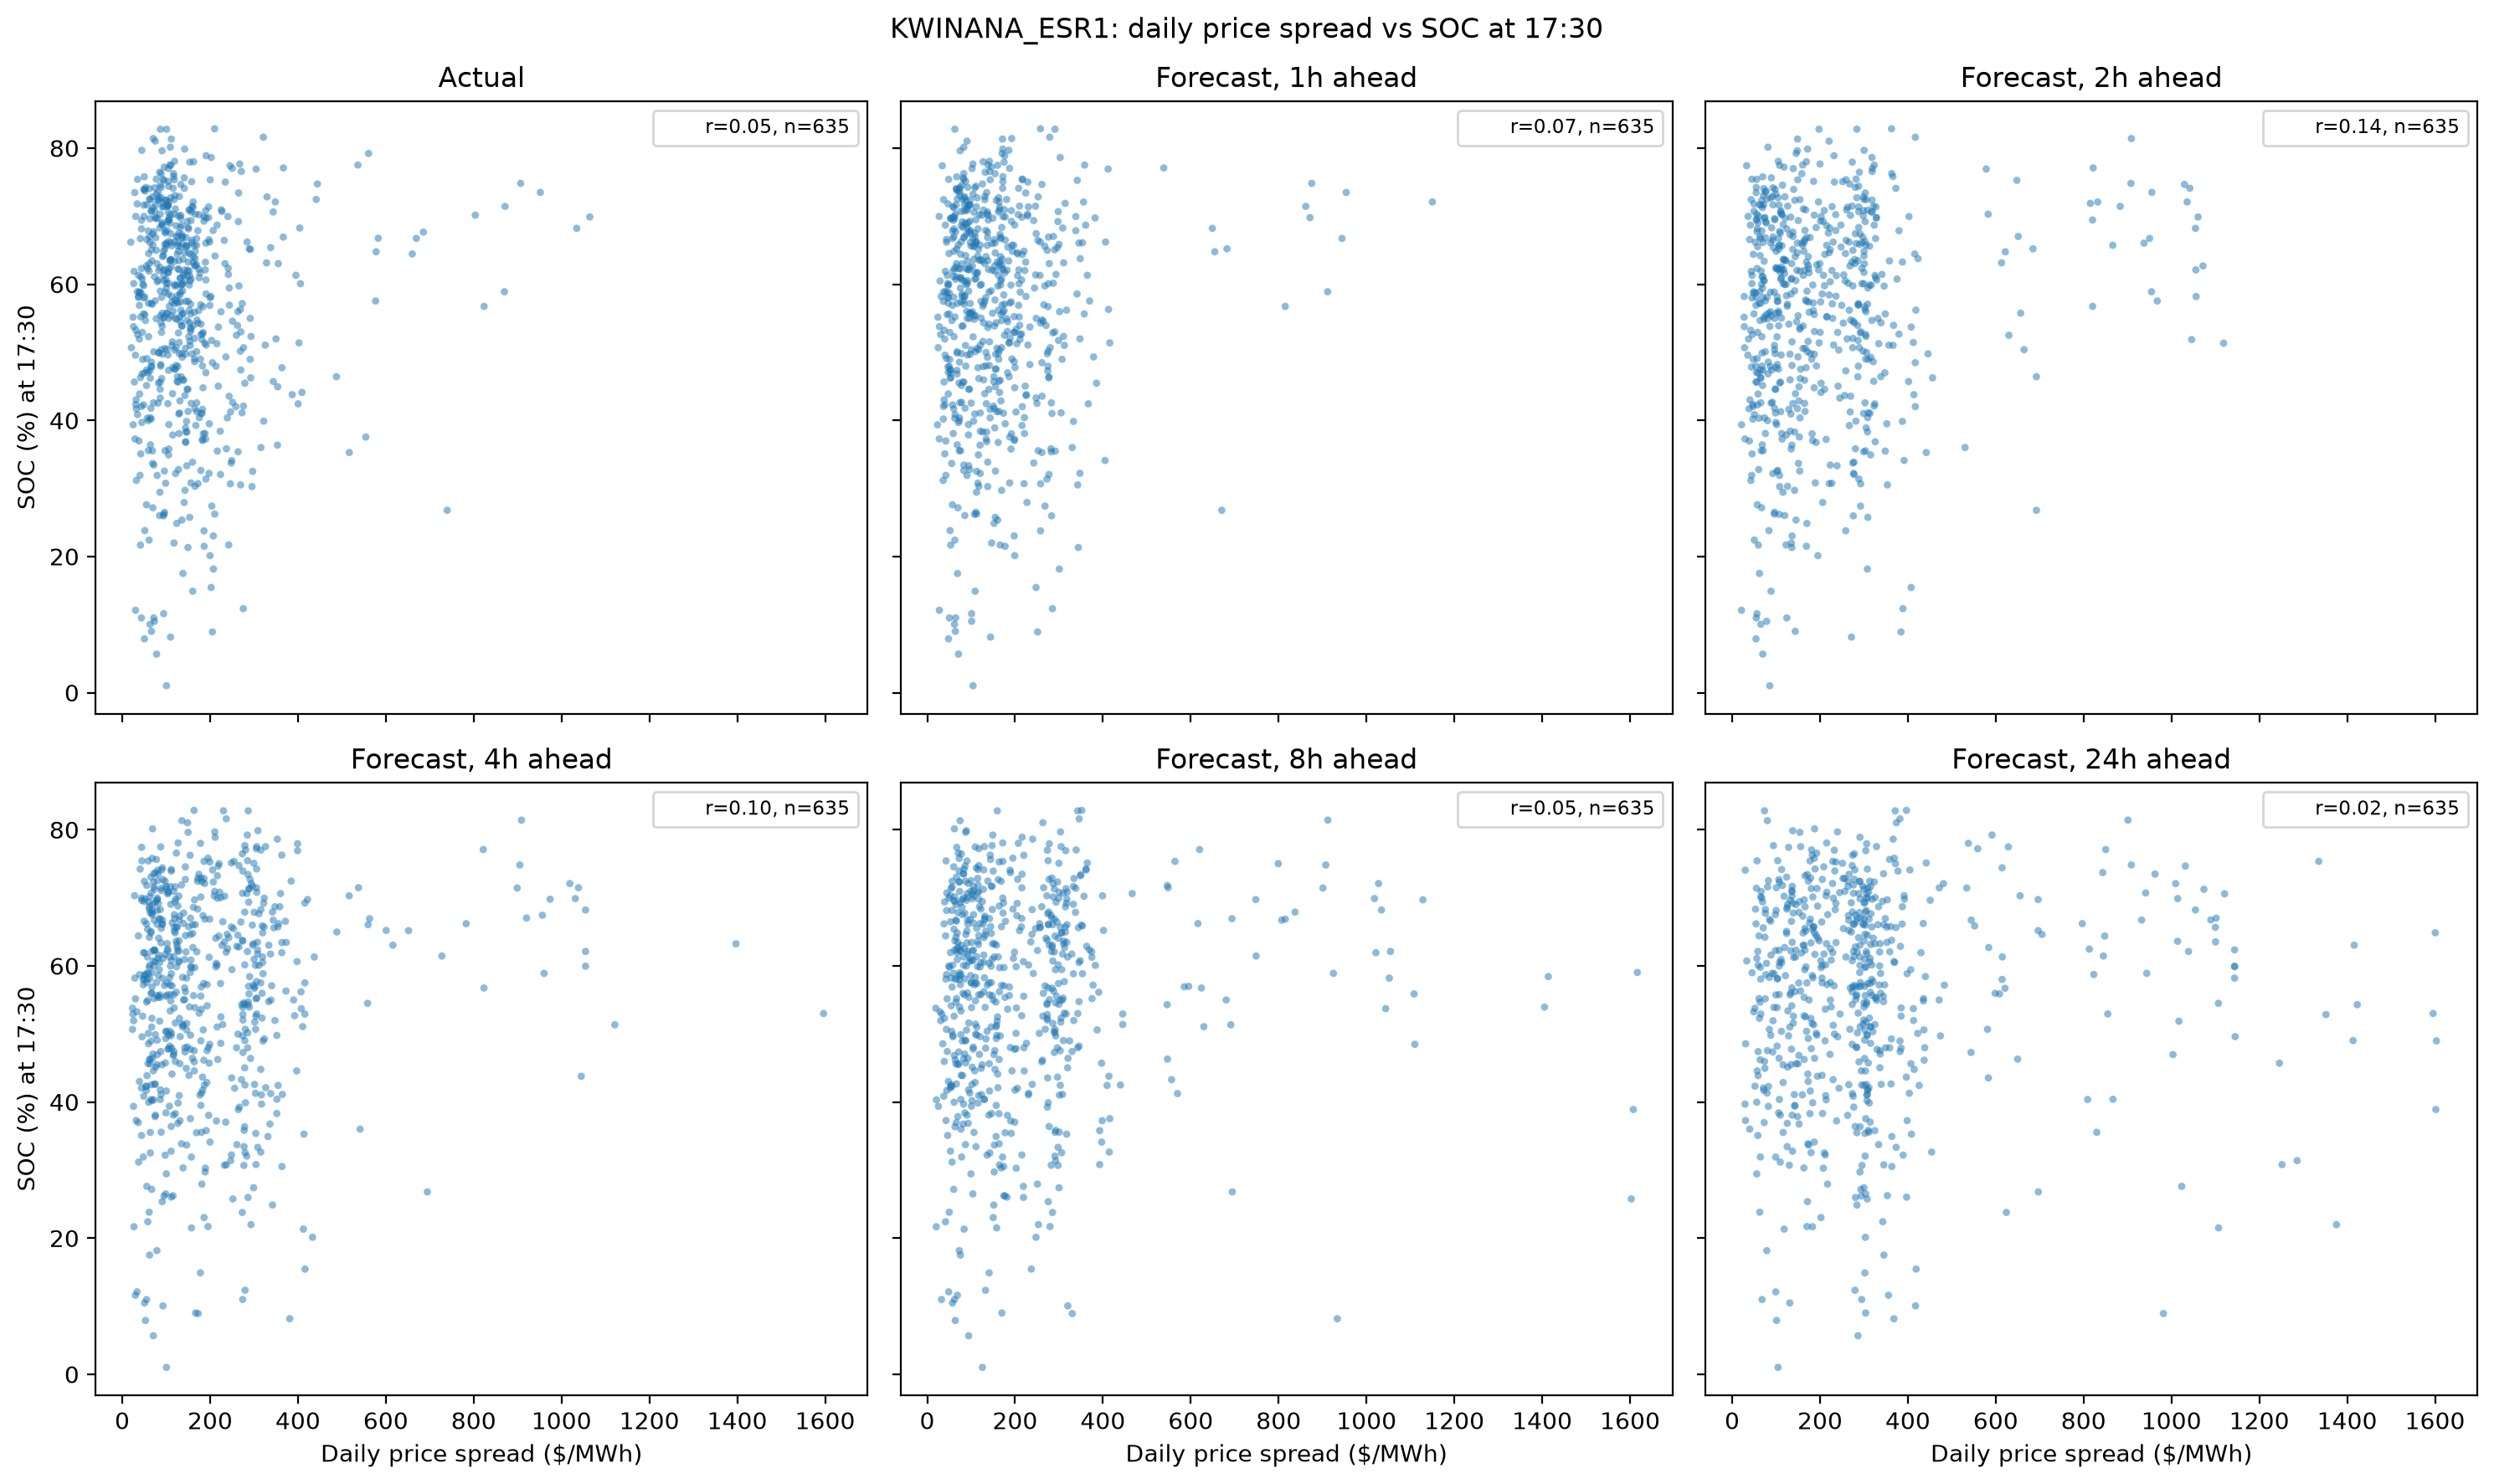 KWINANA_ESR1: daily price spread vs SOC at 17:30
Actual
Forecast, 1h ahead
Forecast, 2h ahead
r=0.05, n=635
r=0.07, n=635
r=0.14, n=635
SOC (%) at 17:30
80
60
40
20
0
Forecast, 4h ahead
Forecast, 8h ahead
Forecast, 24h ahead
r=0.10, n=635
r=0.05, n=635
r=0.02, n=635
SOC (%) at 17:30
80
60
40
20
0
0 200 400 600 800 1000 1200 1400 1600
0 200 400 600 800 1000 1200 1400 1600
0 200 400 600 800 1000 1200 1400 1600
Daily price spread ($/MWh)
Daily price spread ($/MWh)
Daily price spread ($/MWh)